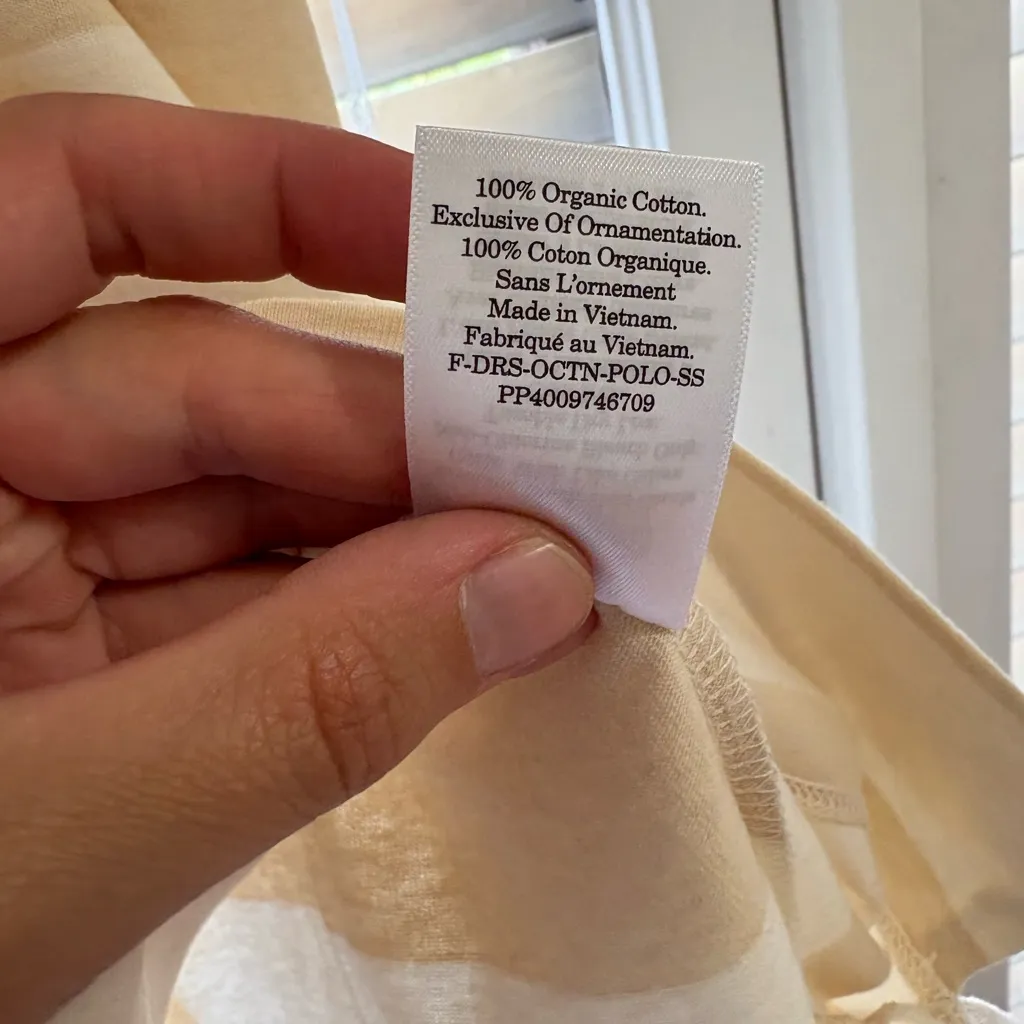 100% Organic Cotton.
Exclusive Of Ornamentation.
100% Coton Organique.
Sans L'ornement
Made in Vietnam.
Fabriqué au Vietnam.
F-DRS-OCTN-POLO-SS
PP4009746709